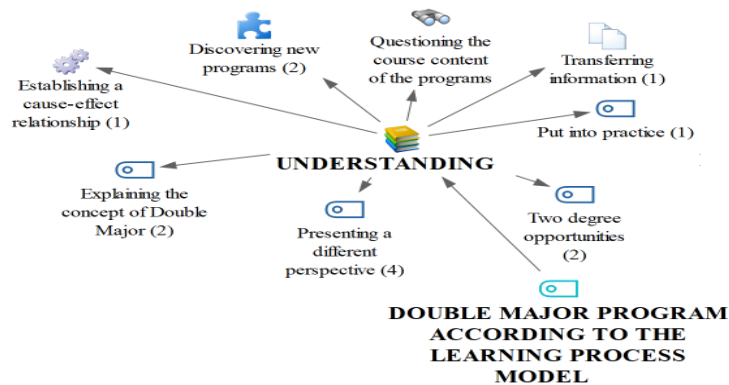 Discovering new
programs (2)
Questioning the
course content
of the programs
Transferring
information (1)
Establishing a
cause-effect
relationship (1)
Put into practice (1)
UNDERSTANDING
Explaining the
concept of Double
Major (2)
Presenting a
different
perspective (4)
Two degree
opportunities
(2)
DOUBLE MAJOR PROGRAM
ACCORDING TO THE
LEARNING PROCESS
MODEL